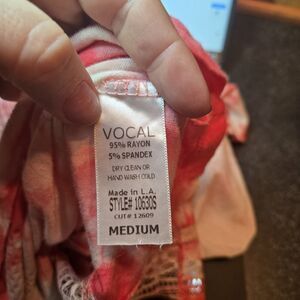 VOCAL
95% RAYON
5% SPANDEX
DRY CLEAN OR
HAND WASH COLD
Made in L.A.
STYLE# 10630S
CUT# 12609
MEDIUM